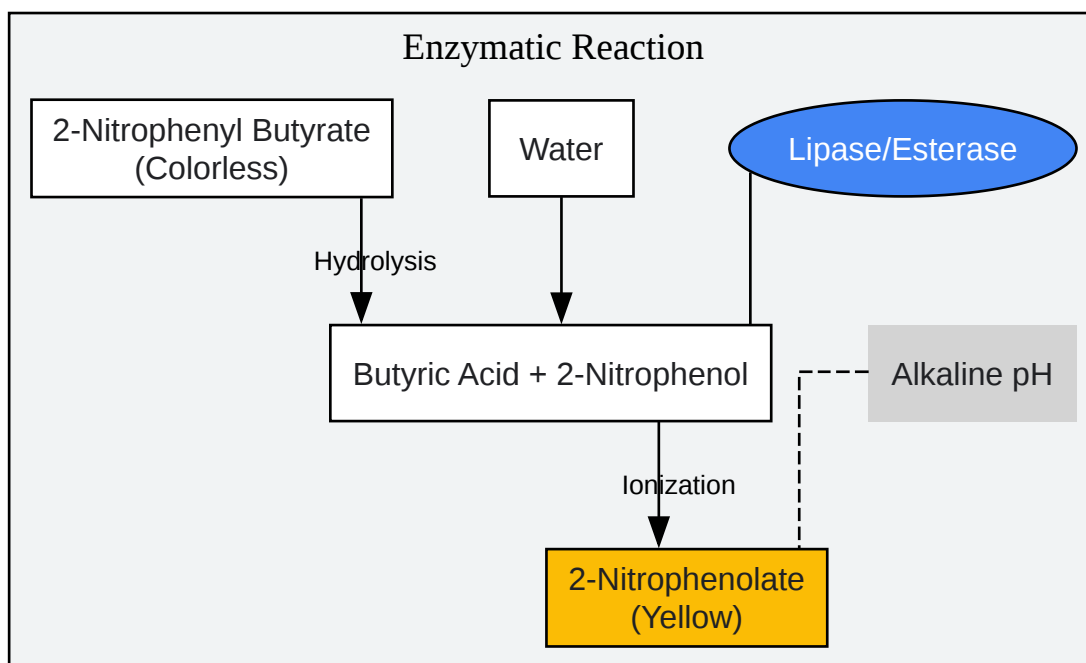 Enzymatic Reaction
2-Nitrophenyl Butyrate
(Colorless)
Water
Lipase/Esterase
Hydrolysis
Butyric Acid + 2-Nitrophenol
Alkaline pH
Ionization
2-Nitrophenolate
(Yellow)